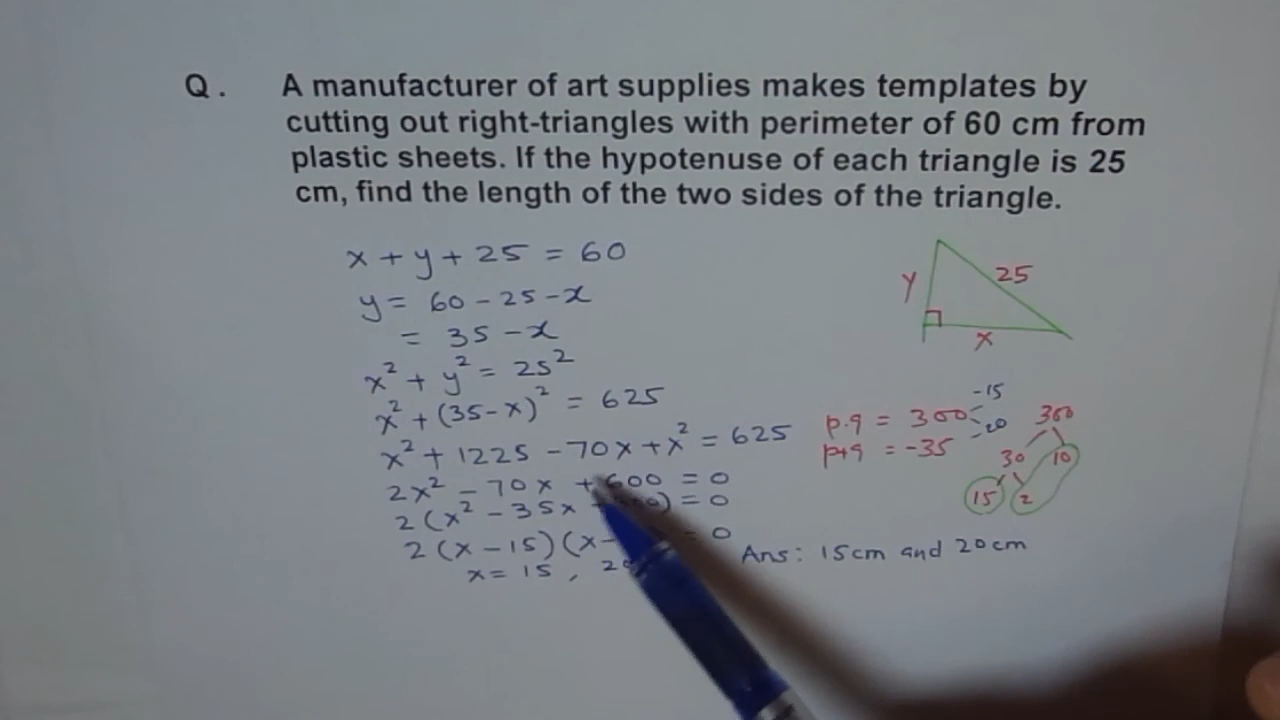 Q. A manufacturer of art supplies makes templates by
cutting out right-triangles with perimeter of 60 cm from
plastic sheets. If the hypotenuse of each triangle is 25
cm, find the length of the two sides of the triangle.
x + y + 25 = 60
y = 60 - 25 - x
= 35 - x
x² + y² = 25²
x² + (35-x)² = 625
x² + 1225 - 70x + x² = 625
2x² - 70x + 600 = 0
2(x² - 35x + ) = 0
2(x - 15)(x - = 0
x = 15,
y
25
x
p.q = 300
p+q = -35
-15
-20
300
30 10
15 2
Ans: 15cm and 20cm